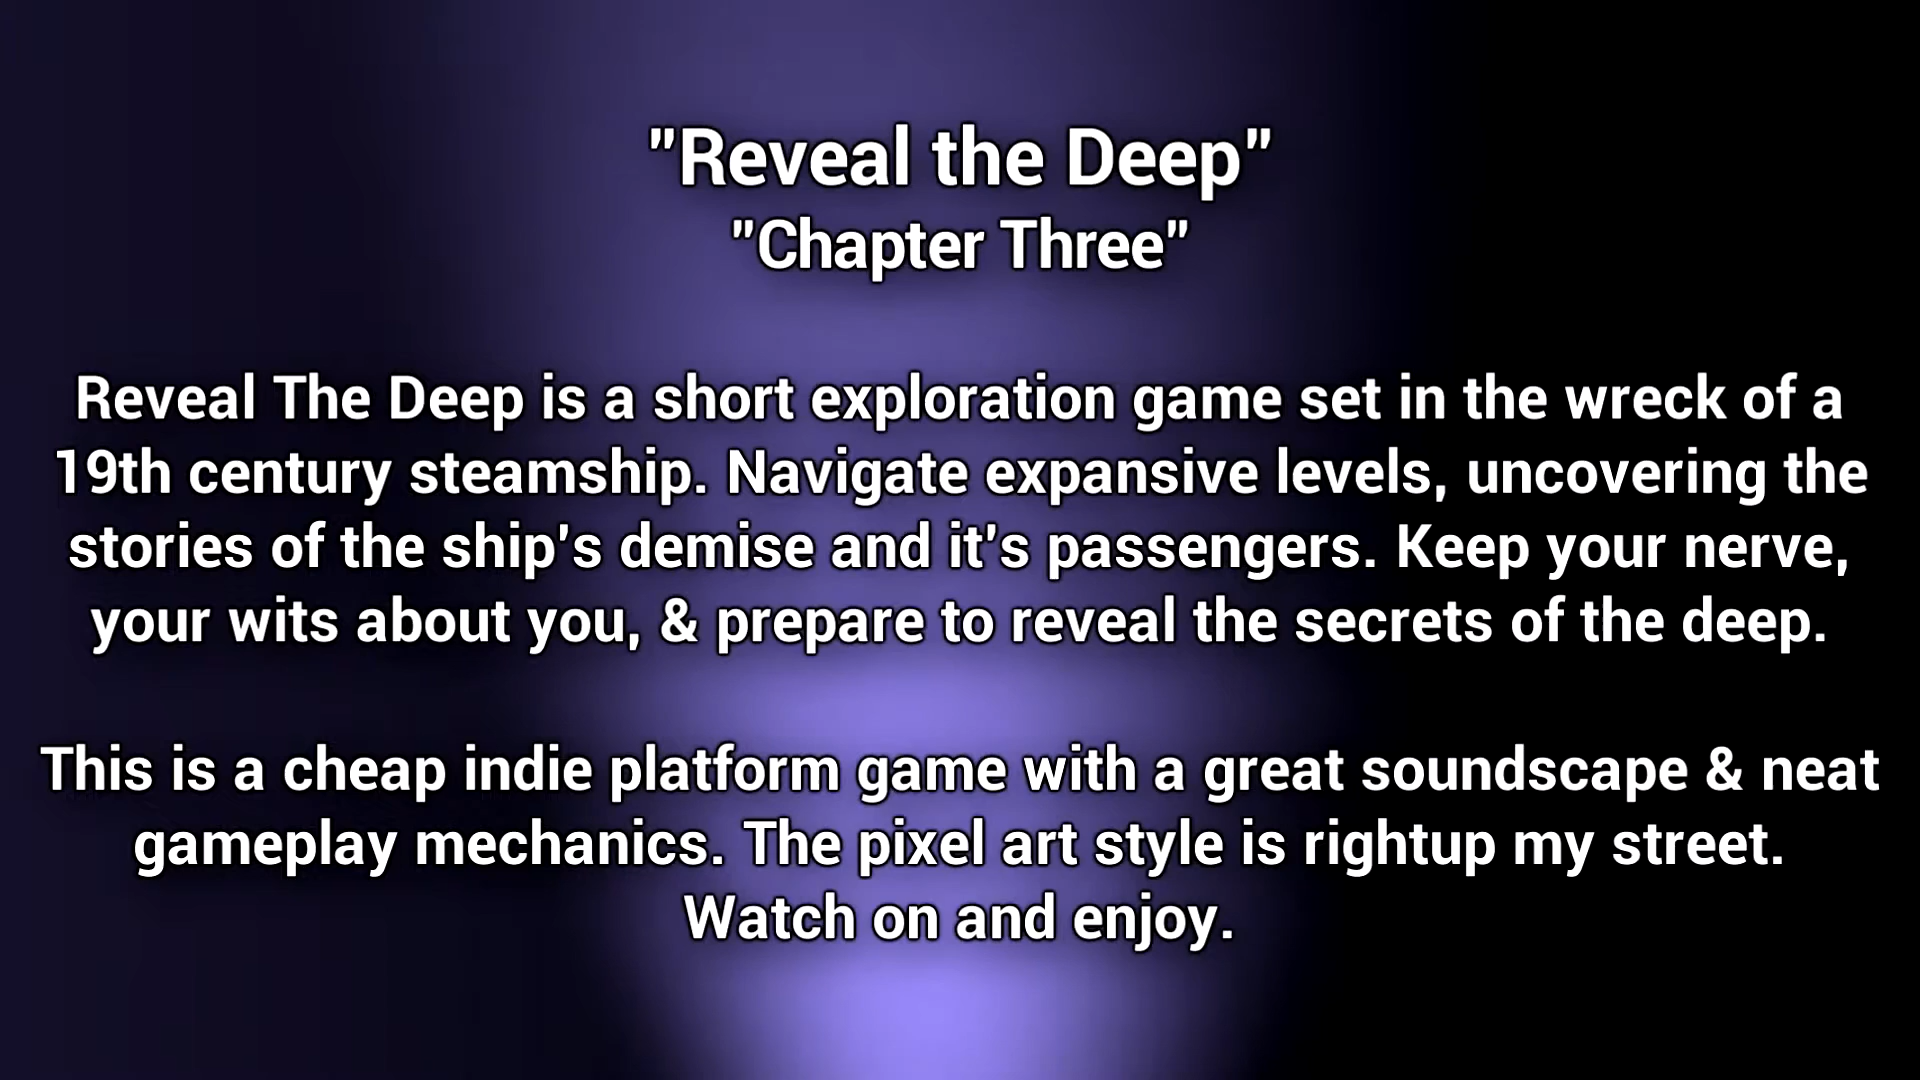 "Reveal the Deep"
"Chapter Three"
Reveal The Deep is a short exploration game set in the wreck of a
19th century steamship. Navigate expansive levels, uncovering the
stories of the ship's demise and it's passengers. Keep your nerve,
your wits about you, & prepare to reveal the secrets of the deep.
This is a cheap indie platform game with a great soundscape & neat
gameplay mechanics. The pixel art style is rightup my street.
Watch on and enjoy.